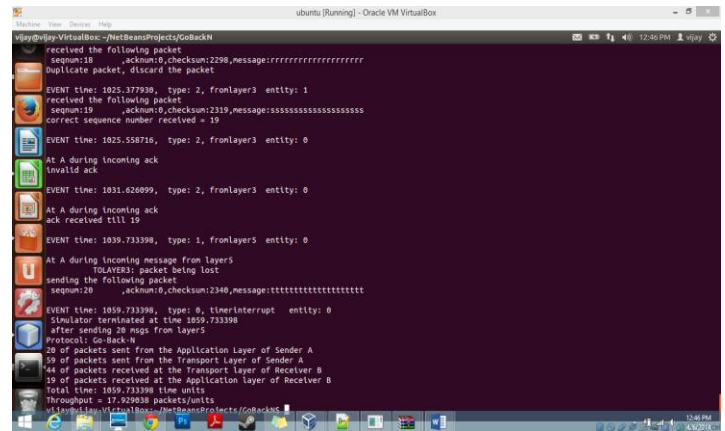 ubuntu [Running] - Oracle VM VirtualBox
Machine View Devices Help
vijay@vijay-VirtualBox: ~/NetBeansProjects/GoBackN 12:46 PM vijay
received the following packet
seqnum:18 ,acknum:0,checksum:2298,message:rrrrrrrrrrrrrrrrrrrr
Duplicate packet, discard the packet
EVENT time: 1025.377930, type: 2, fromlayer3 entity: 1
received the following packet
seqnum:19 ,acknum:0,checksum:2319,message:ssssssssssssssssssss
correct sequence number received = 19
EVENT time: 1025.558716, type: 2, fromlayer3 entity: 0
At A during incoming ack
invalid ack
EVENT time: 1031.626099, type: 2, fromlayer3 entity: 0
At A during incoming ack
ack received till 19
EVENT time: 1039.733398, type: 1, fromlayer5 entity: 0
At A during incoming message from layer5
TOLAYER3: packet being lost
sending the following packet
seqnum:20 ,acknum:0,checksum:2340,message:tttttttttttttttttttt
EVENT time: 1059.733398, type: 0, timerinterrupt entity: 0
Simulator terminated at time 1059.733398
after sending 20 msgs from layer5
Protocol: Go-Back-N
20 of packets sent from the Application Layer of Sender A
59 of packets sent from the Transport Layer of Sender A
44 of packets received at the Transport layer of Receiver B
19 of packets received at the Application layer of Receiver B
Total time: 1059.733398 time units
Throughput = 17.929038 packets/units
vijay@vijay-VirtualBox:~/NetBeansProjects/GoBackN$
12:46 PM
4/6/2014